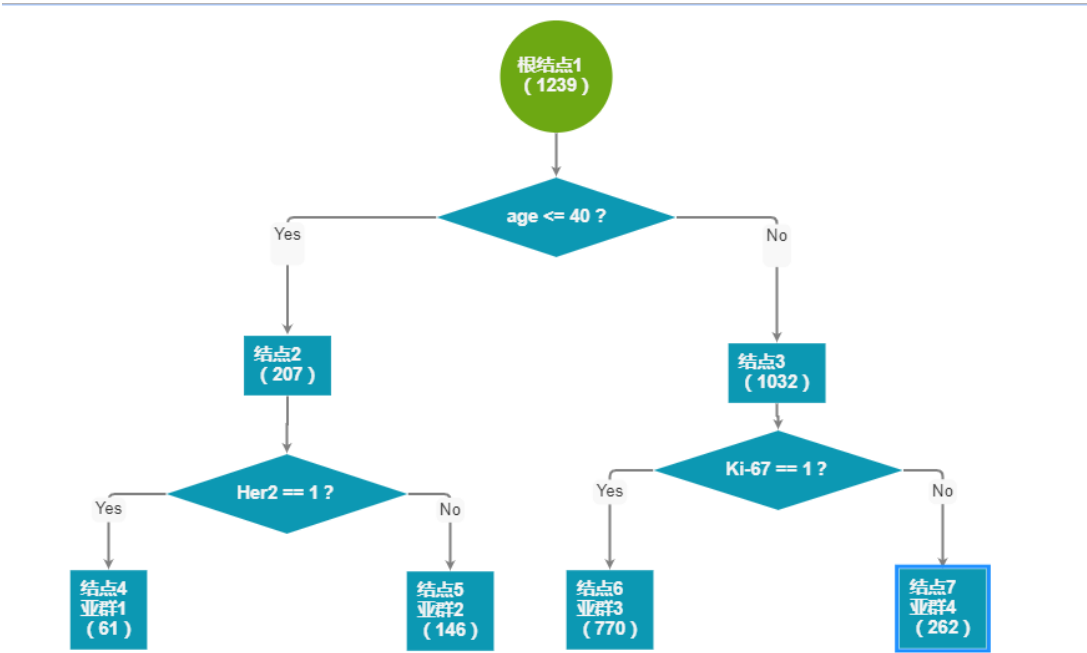 根结点1
（1239）
age <= 40 ?
Yes
No
结点2
（207）
结点3
（1032）
Her2 == 1 ?
Ki-67 == 1 ?
Yes
No
Yes
No
结点4
亚群1
（61）
结点5
亚群2
（146）
结点6
亚群3
（770）
结点7
亚群4
（262）